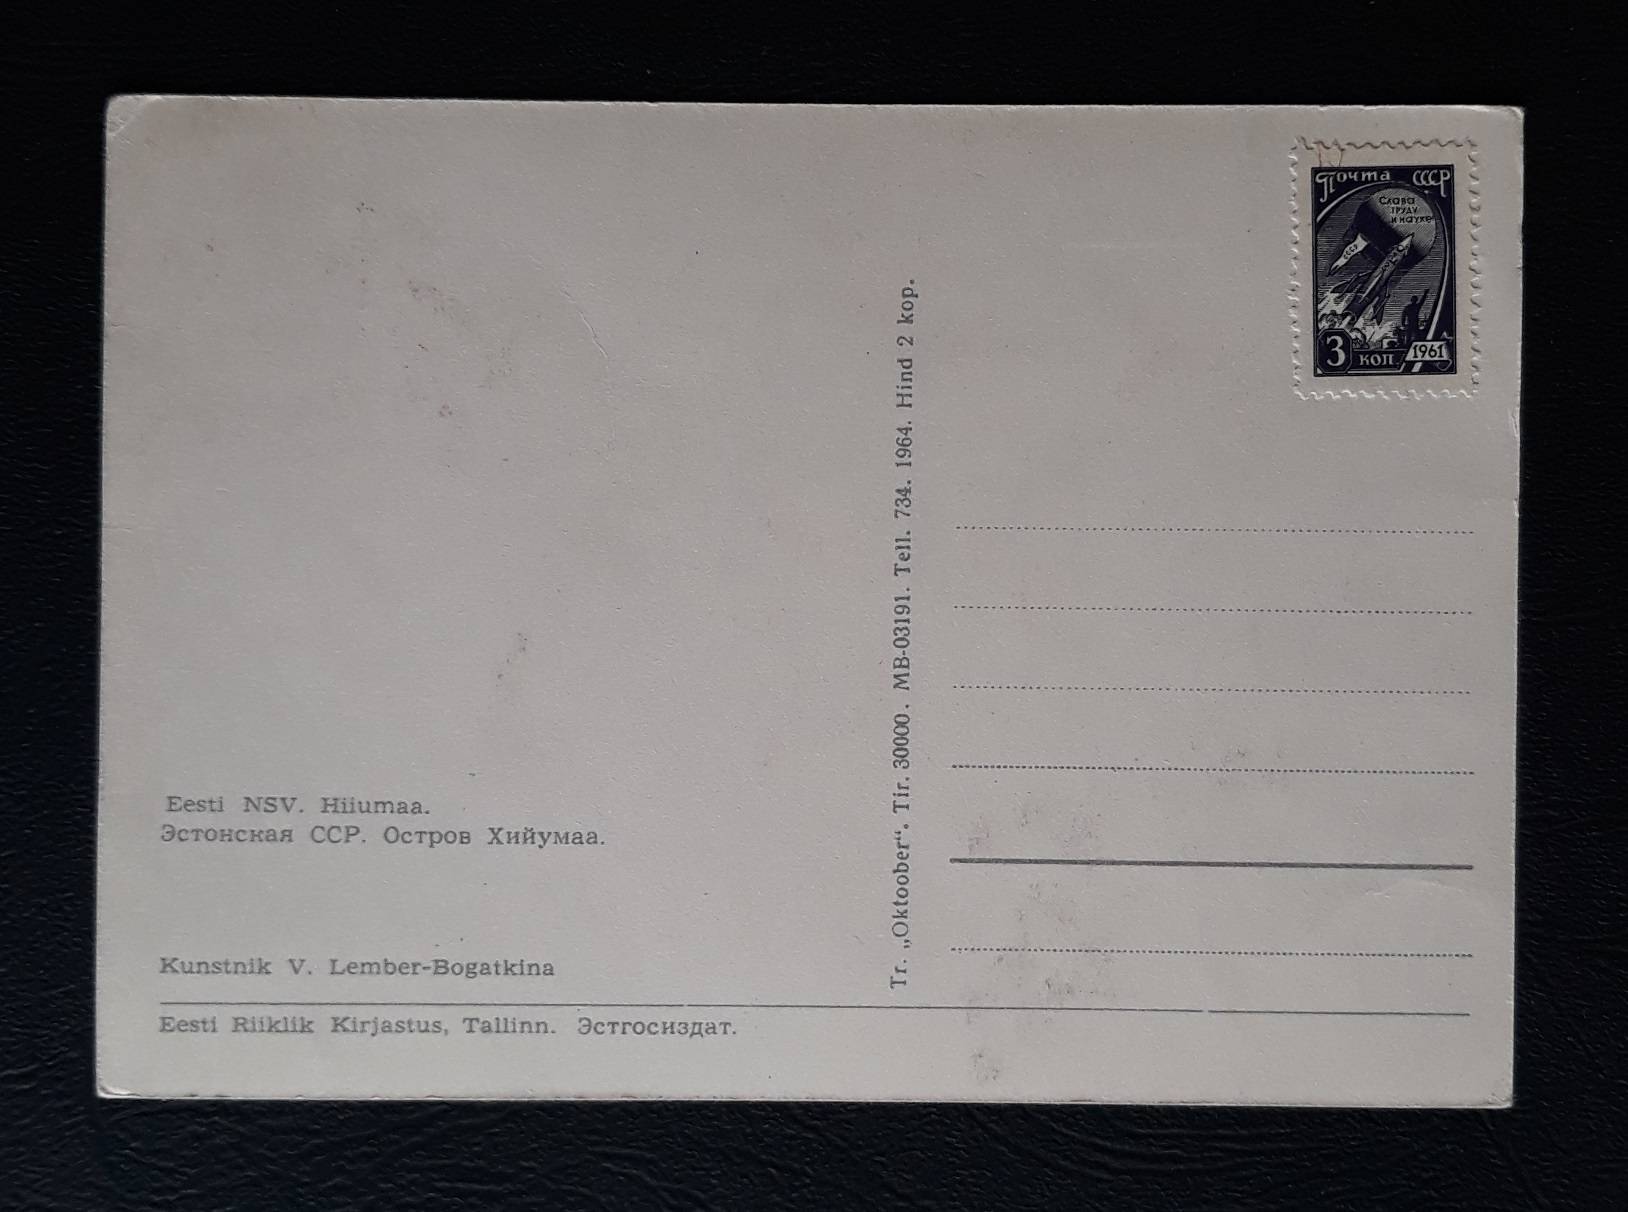 Почта СССР
Слава
труду
и науке
СССР
3 коп 1961
Tr. „Oktoober“. Tir. 30000. MB-03191. Tell. 734. 1964. Hind 2 kop.
Eesti NSV. Hiiumaa.
Эстонская ССР. Остров Хийумаа.
Kunstnik V. Lember-Bogatkina
Eesti Riiklik Kirjastus, Tallinn. Эстгосиздат.